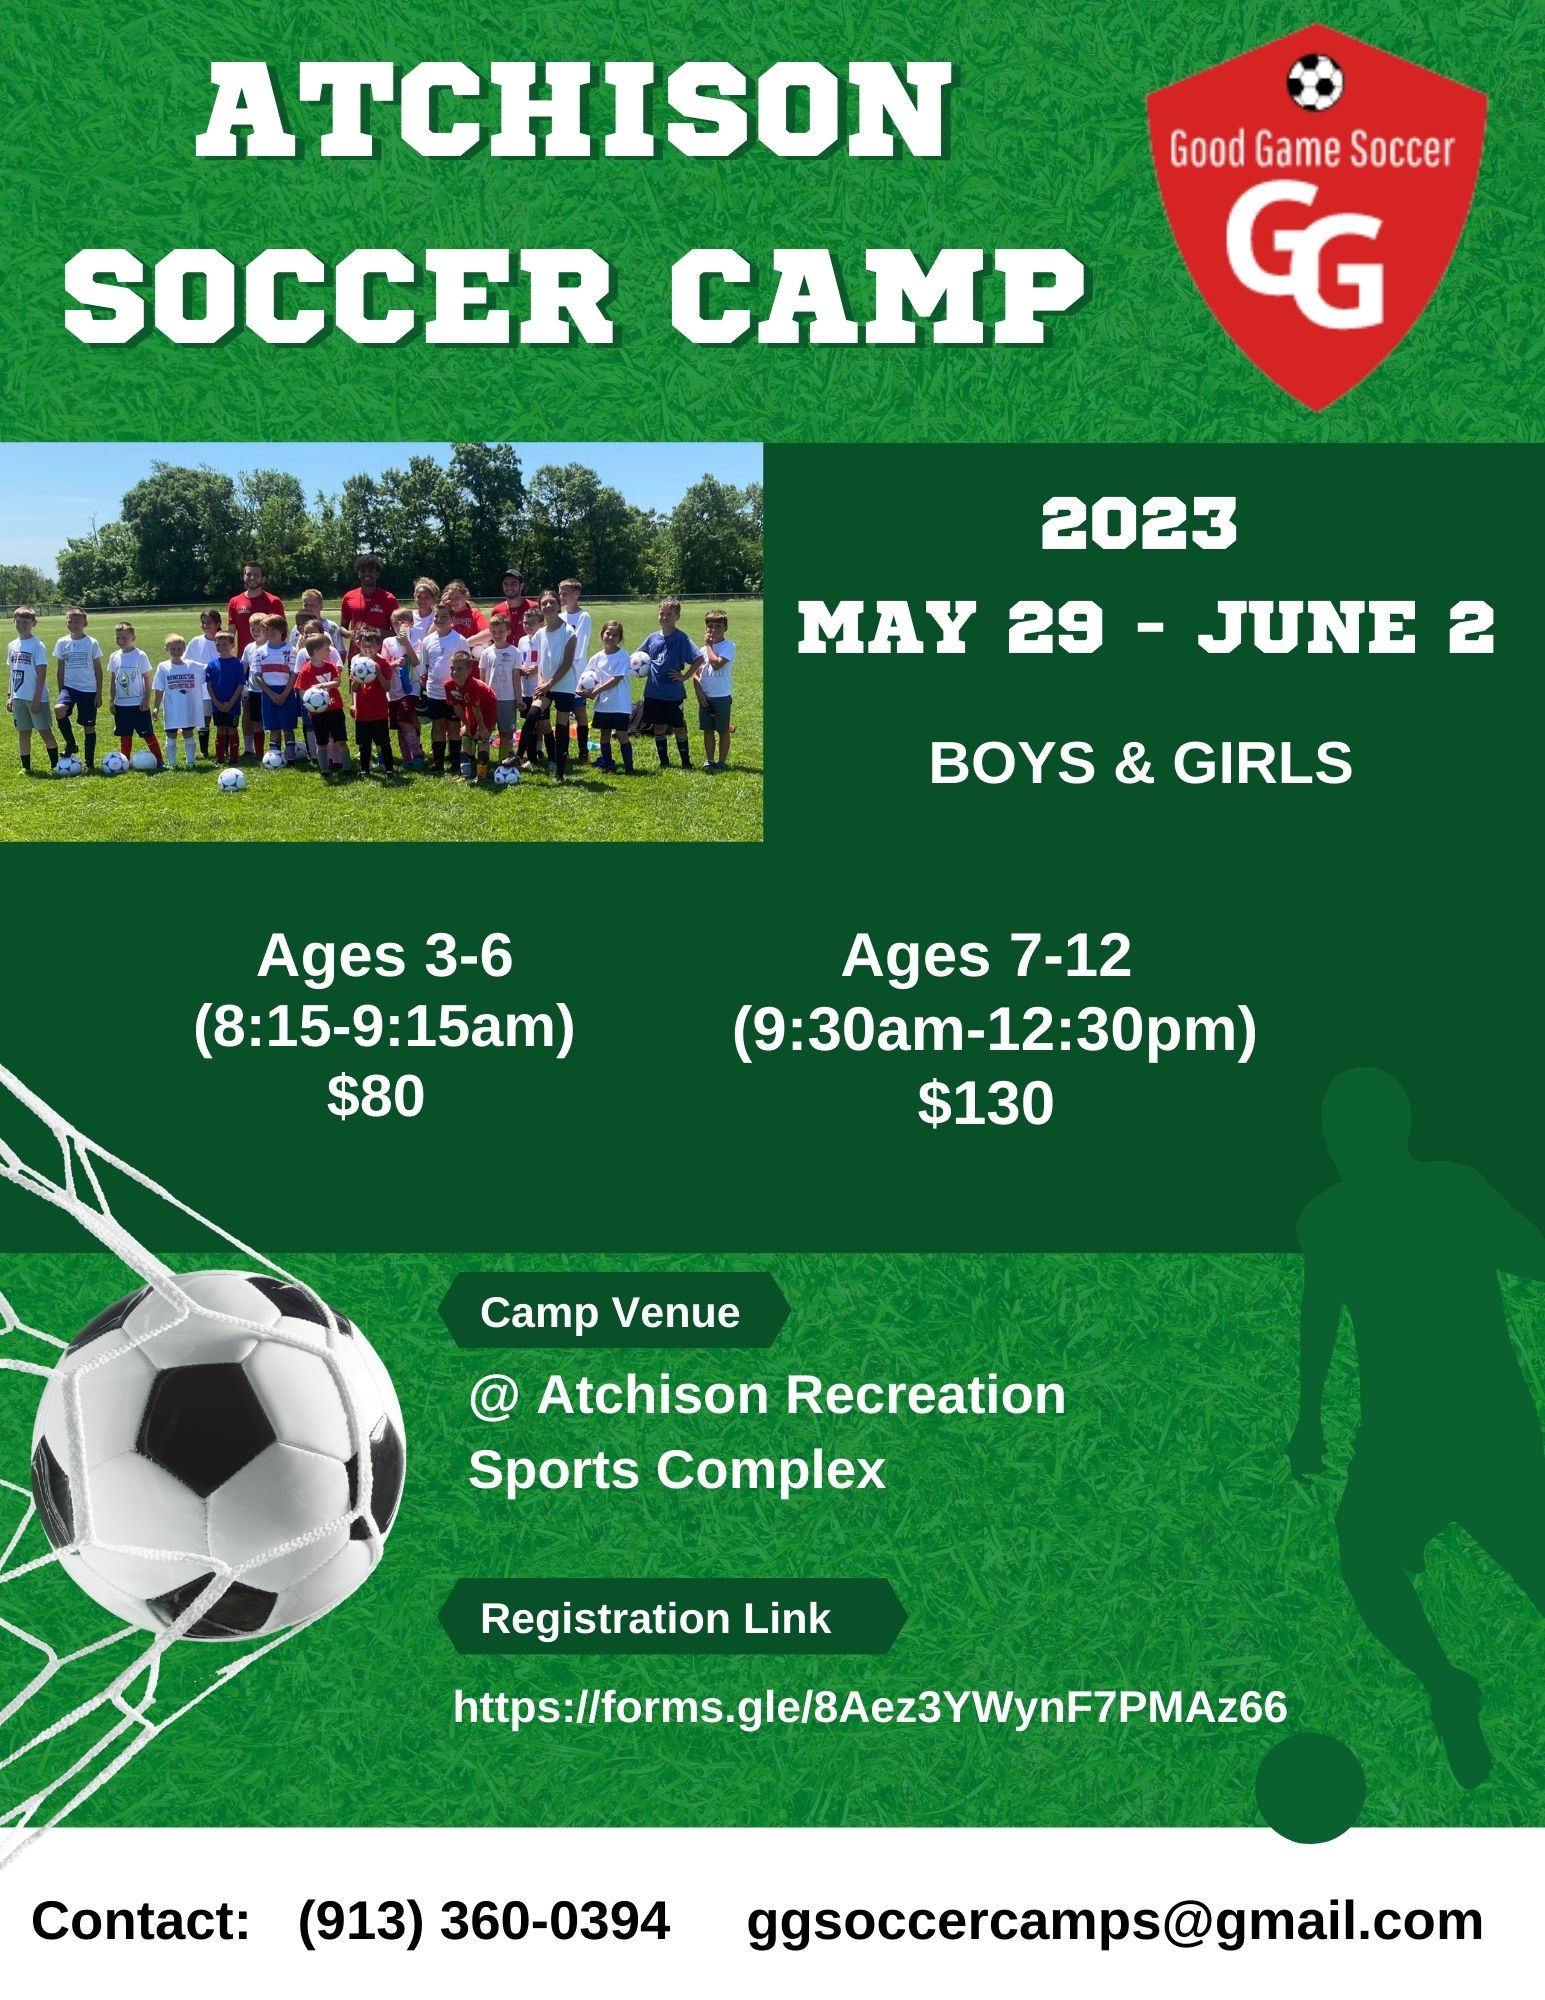 ATCHISON
SOCCER CAMP
Good Game Soccer
GG
2023
MAY 29 - JUNE 2
BOYS & GIRLS
Ages 3-6
(8:15-9:15am)
$80
Ages 7-12
(9:30am-12:30pm)
$130
Camp Venue
@ Atchison Recreation
Sports Complex
Registration Link
https://forms.gle/8Aez3YWynF7PMAz66
Contact: (913) 360-0394 ggsoccercamps@gmail.com